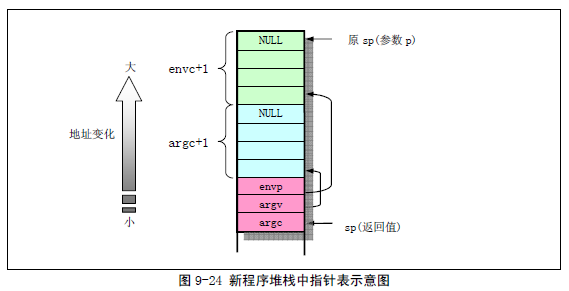 NULL
原 sp(参数 p)
大
envc+1
NULL
地址变化
argc+1
envp
argv
小
argc
sp(返回值)
图 9-24 新程序堆栈中指针表示意图